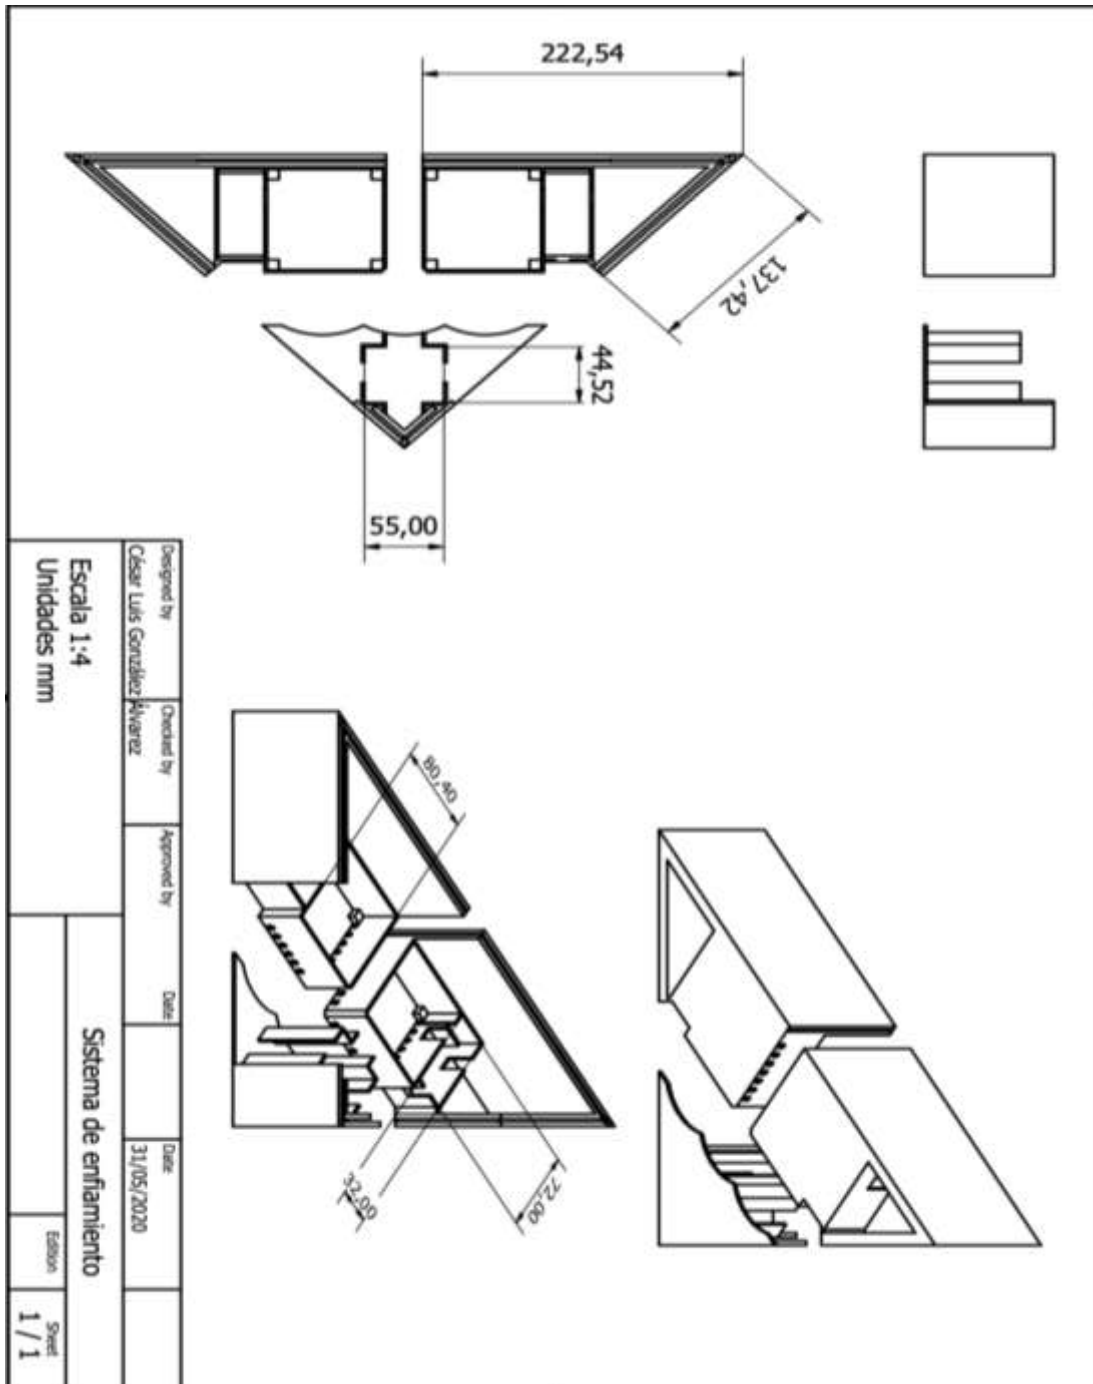 222,54
137,42
44,52
55,00
80,40
72,00
32,00
Designed by
César Luis González Álvarez
Checked by
Approved by
Date
Date
31/05/2020
Escala 1:4
Unidades mm
Sistema de enfiamiento
Edition
Sheet
1 / 1